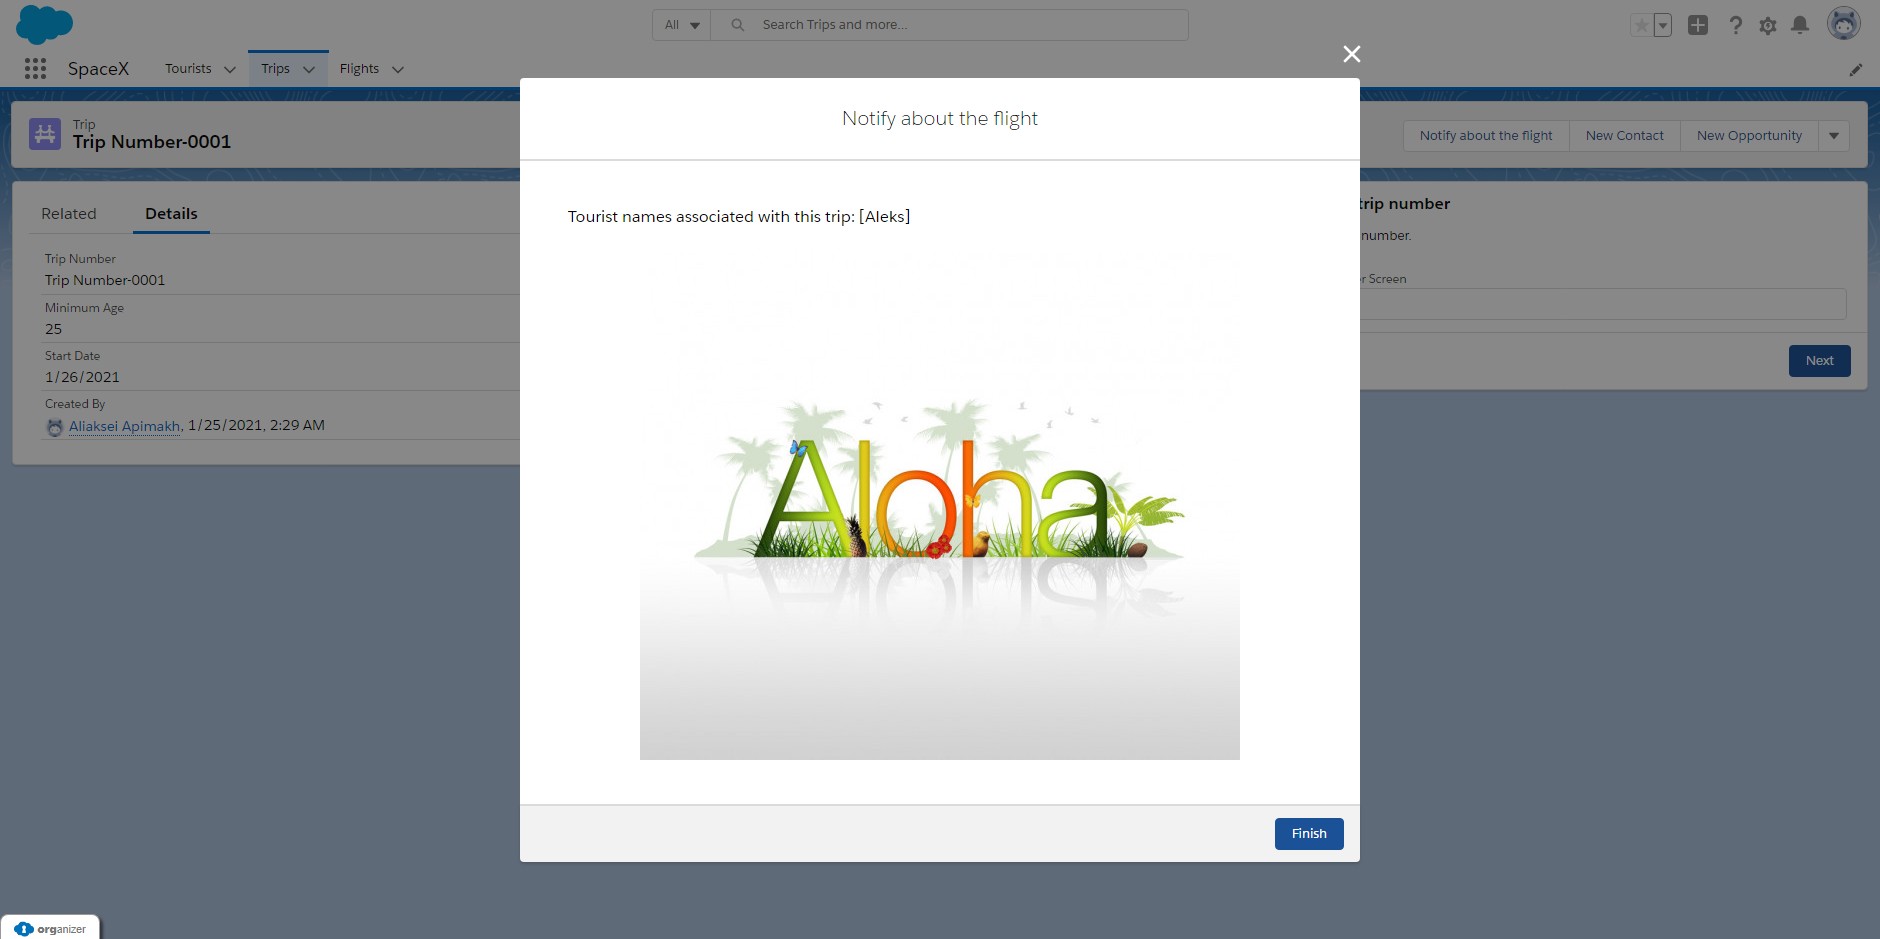 All
Search Trips and more...
SpaceX
Tourists
Trips
Flights
Trip
Trip Number-0001
Notify about the flight
New Contact
New Opportunity
Related
Details
Trip Number
Trip Number-0001
Minimum Age
25
Start Date
1/26/2021
Created By
Aliaksei Apimakh, 1/25/2021, 2:29 AM
Notify about the flight
Tourist names associated with this trip: [Aleks]
Aloha
Finish
trip number
number.
Screen
Next
organizer